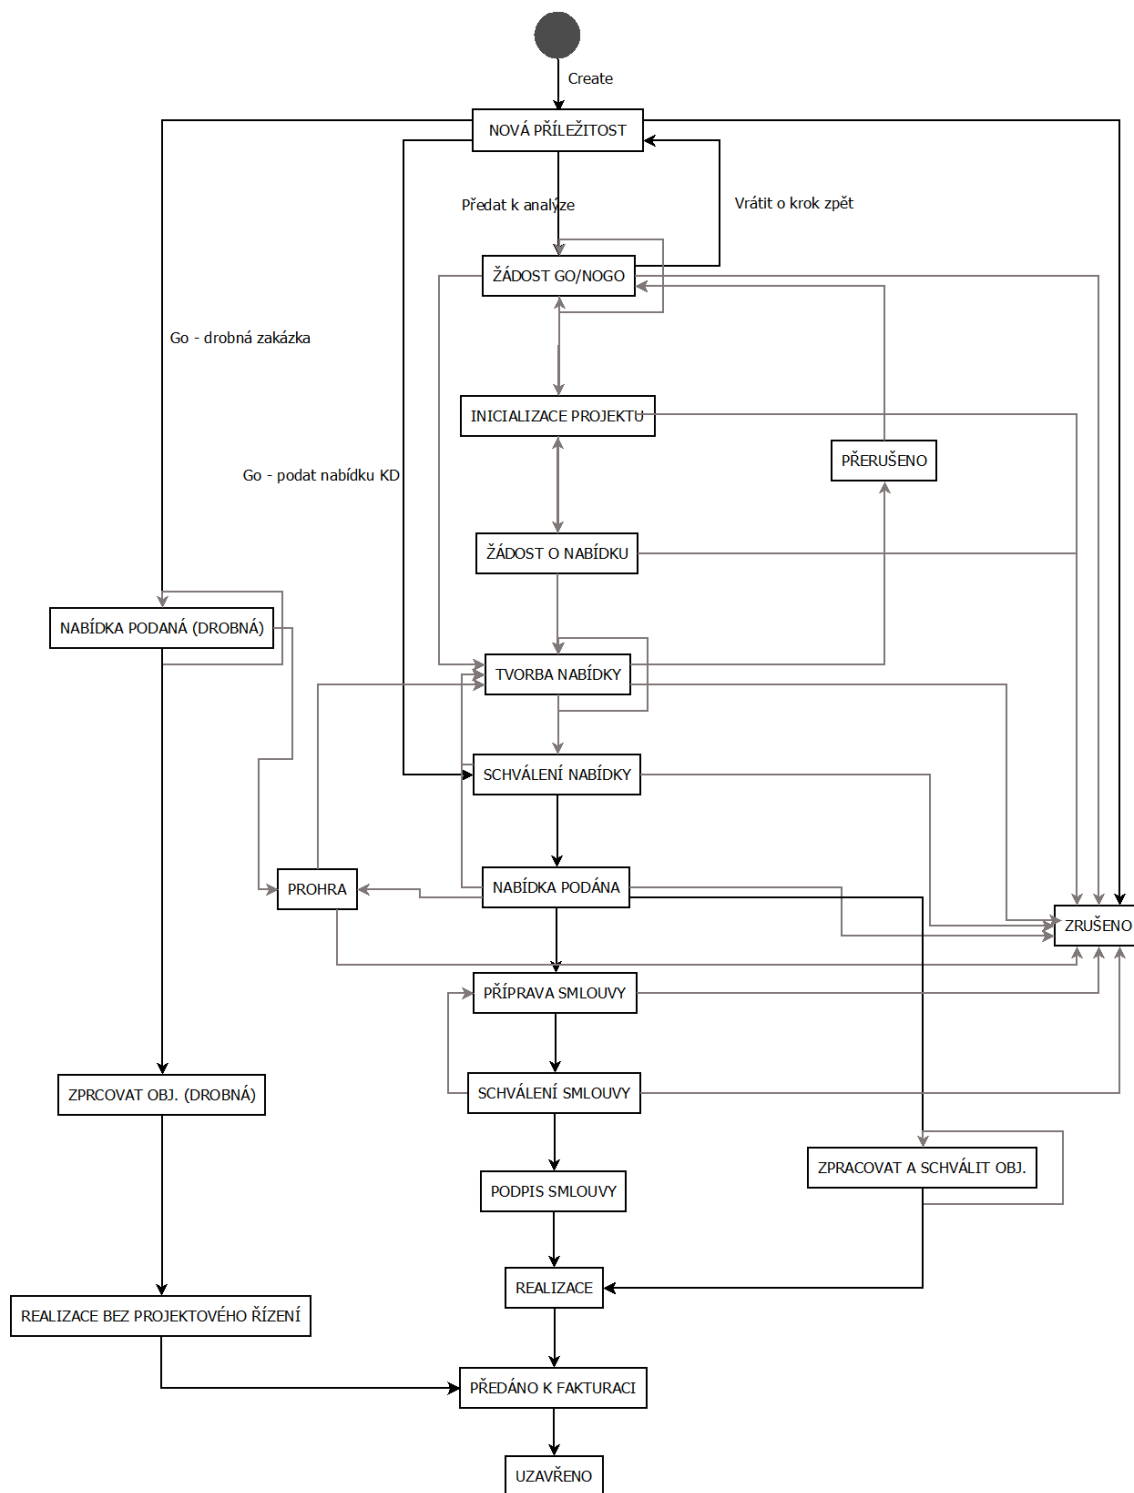 Create
NOVÁ PŘÍLEŽITOST
Předat k analýze
Vrátit o krok zpět
ŽÁDOST GO/NOGO
Go - drobná zakázka
INICIALIZACE PROJEKTU
PŘERUŠENO
Go - podat nabídku KD
ŽÁDOST O NABÍDKU
NABÍDKA PODANÁ (DROBNÁ)
TVORBA NABÍDKY
SCHVÁLENÍ NABÍDKY
PROHRA
NABÍDKA PODÁNA
ZRUŠENO
PŘÍPRAVA SMLOUVY
ZPRCOVAT OBJ. (DROBNÁ)
SCHVÁLENÍ SMLOUVY
ZPRACOVAT A SCHVÁLIT OBJ.
PODPIS SMLOUVY
REALIZACE
REALIZACE BEZ PROJEKTOVÉHO ŘÍZENÍ
PŘEDÁNO K FAKTURACI
UZAVŘENO